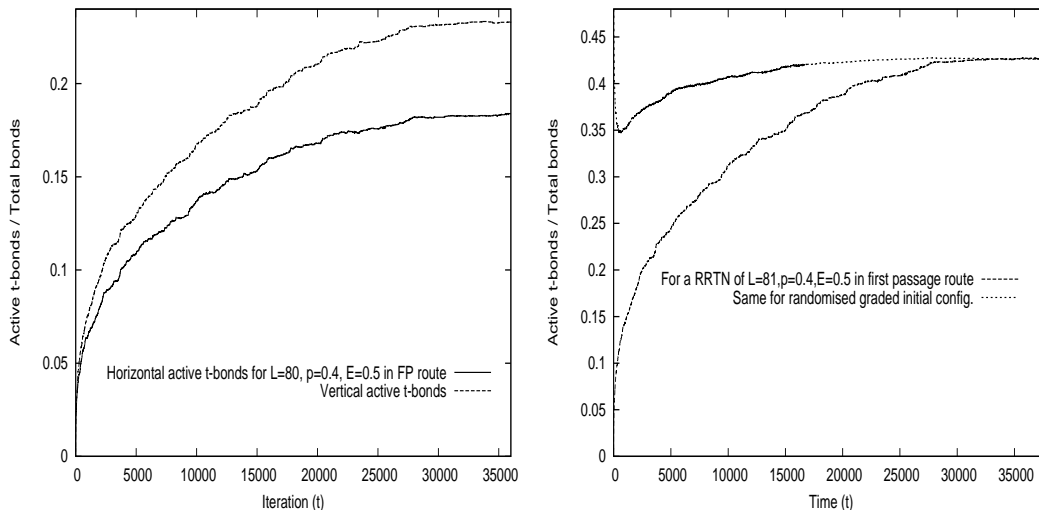 Active t-bonds / Total bonds
0.2
0.15
0.1
0.05
0
Horizontal active t-bonds for L=80, p=0.4, E=0.5 in FP route
Vertical active t-bonds
0 5000 10000 15000 20000 25000 30000 35000
Iteration (t)
Active t-bonds / Total bonds
0.45
0.4
0.35
0.3
0.25
0.2
0.15
0.1
0.05
0
For a RRTN of L=81,p=0.4,E=0.5 in first passage route
Same for randomised graded initial config.
0 5000 10000 15000 20000 25000 30000 35000
Time (t)